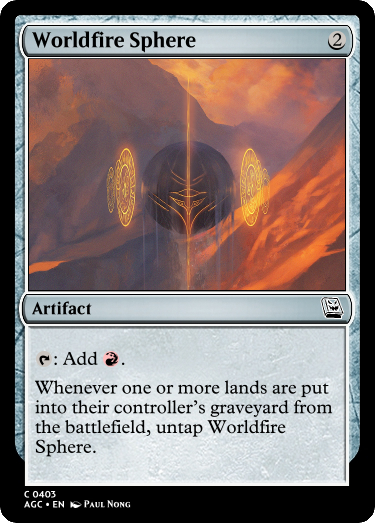 Worldfire Sphere 2
Artifact
: Add .
Whenever one or more lands are put
into their controller's graveyard from
the battlefield, untap Worldfire
Sphere.
C 0403
AGC • EN Paul Nong